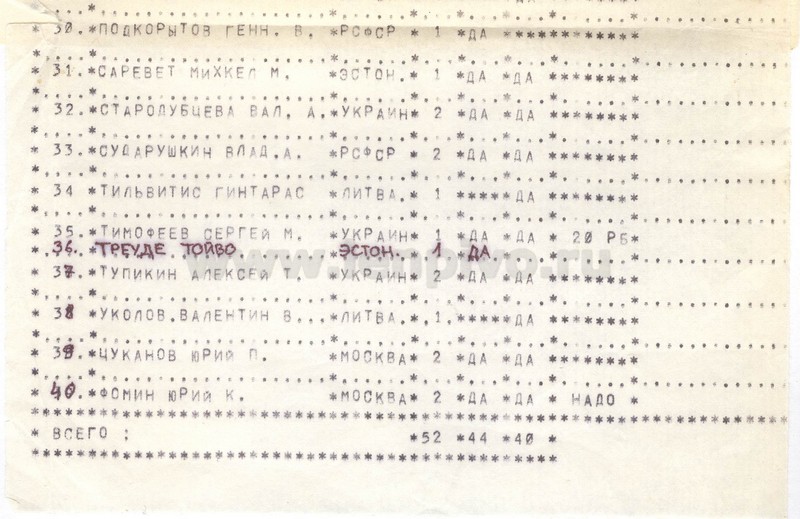 * 30.*ПОДКОРЫТОВ ГЕНН. В. *РСФСР * 1 *ДА **********
* 31.*САРЕВЕТ МИХКЕЛ М. *ЭСТОН.* 1 *ДА *ДА ********
* 32.*СТАРОЛУБЦЕВА ВАЛ. А.*УКРАИН* 2 *ДА *ДА ********
* 33.*СУДАРУШКИН ВЛАД.А. *РСФСР * 2 *ДА *ДА ********
* 34 *ТИЛЬВИТИС ГИНТАРАС *ЛИТВА.* 1 *****ДА ********
* 35.*ТИМОФЕЕВ СЕРГЕЙ М. *УКРАИН* 1 *ДА *ДА * 20 РБ*
* 36.*ТРЕУДЕ ТОЙВО ЭСТОН. 1 ДА
* 37.*ТУПИКИН АЛЕКСЕЙ Т. *УКРАИН* 2 *ДА *ДА ********
* 38 *УКОЛОВ.ВАЛЕНТИН В...*ЛИТВА.*.1.*****ДА ********
* 39.*ЦУКАНОВ ЮРИЙ П. *МОСКВА* 2 *ДА *ДА ********
* 40.*ФОМИН ЮРИЙ К. *МОСКВА* 2 *ДА *ДА * НАДО *
* ВСЕГО : *52 *44 *40 *